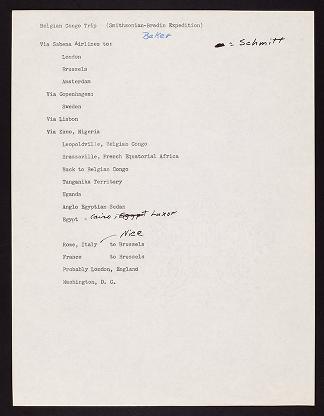 Belgian Congo Trip (Smithsonian-Bredin Expedition)
Baker
= Schmitt
Via Sabena Airlines to:
London
Brussels
Amsterdam
Via Copenhagen:
Sweden
Via Lisbon
Via Kano, Nigeria
Leopoldville, Belgian Congo
Brazzaville, French Equatorial Africa
Back to Belgian Congo
Tanganika Territory
Uganda
Anglo Egyptian Sudan
Egypt - Cairo, Egypt Luxor
Nice
Rome, Italy to Brussels
France to Brussels
Probably London, England
Washington, D. C.